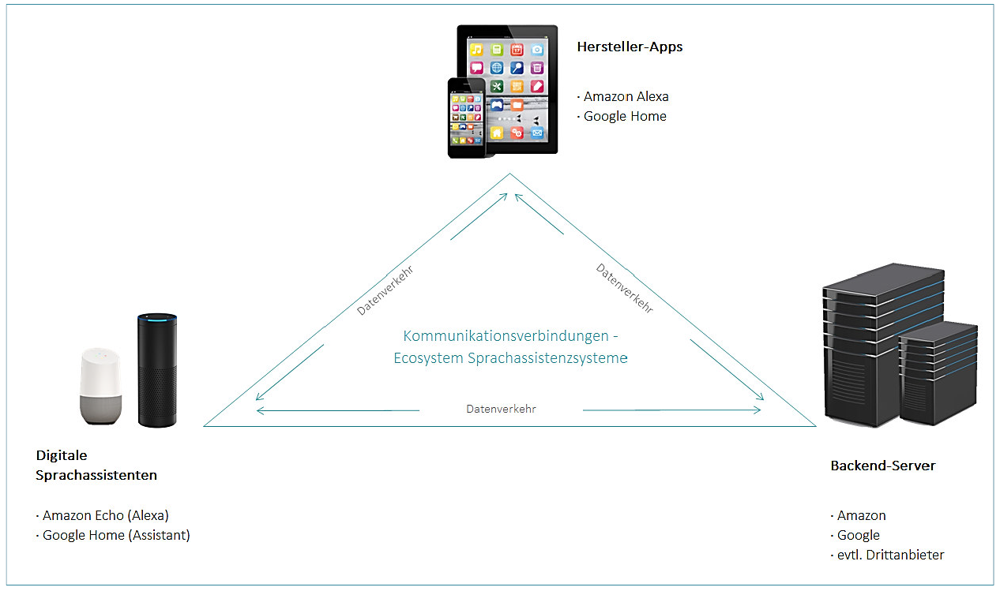 Hersteller-Apps
· Amazon Alexa
· Google Home
Datenverkehr
Datenverkehr
Kommunikationsverbindungen -
Ecosystem Sprachassistenzsysteme
Datenverkehr
Digitale
Sprachassistenten
· Amazon Echo (Alexa)
· Google Home (Assistant)
Backend-Server
· Amazon
· Google
· evtl. Drittanbieter